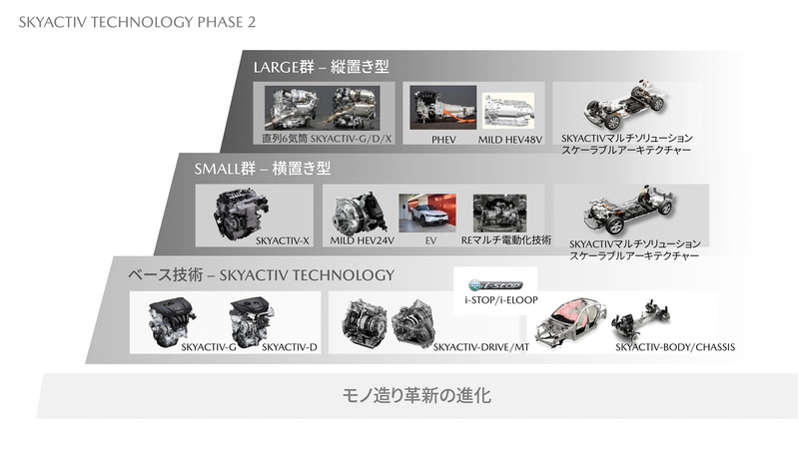 SKYACTIV TECHNOLOGY PHASE 2
LARGE群 – 縦置き型
直列6気筒 SKYACTIV-G/D/X
PHEV
MILD HEV48V
SKYACTIVマルチソリューション
スケーラブルアーキテクチャー
SMALL群 – 横置き型
SKYACTIV-X
MILD HEV24V
EV
REマルチ電動化技術
SKYACTIVマルチソリューション
スケーラブルアーキテクチャー
ベース技術 – SKYACTIV TECHNOLOGY
i-stop
i-STOP/i-ELOOP
SKYACTIV-G
SKYACTIV-D
SKYACTIV-DRIVE/MT
SKYACTIV-BODY/CHASSIS
モノ造り革新の進化